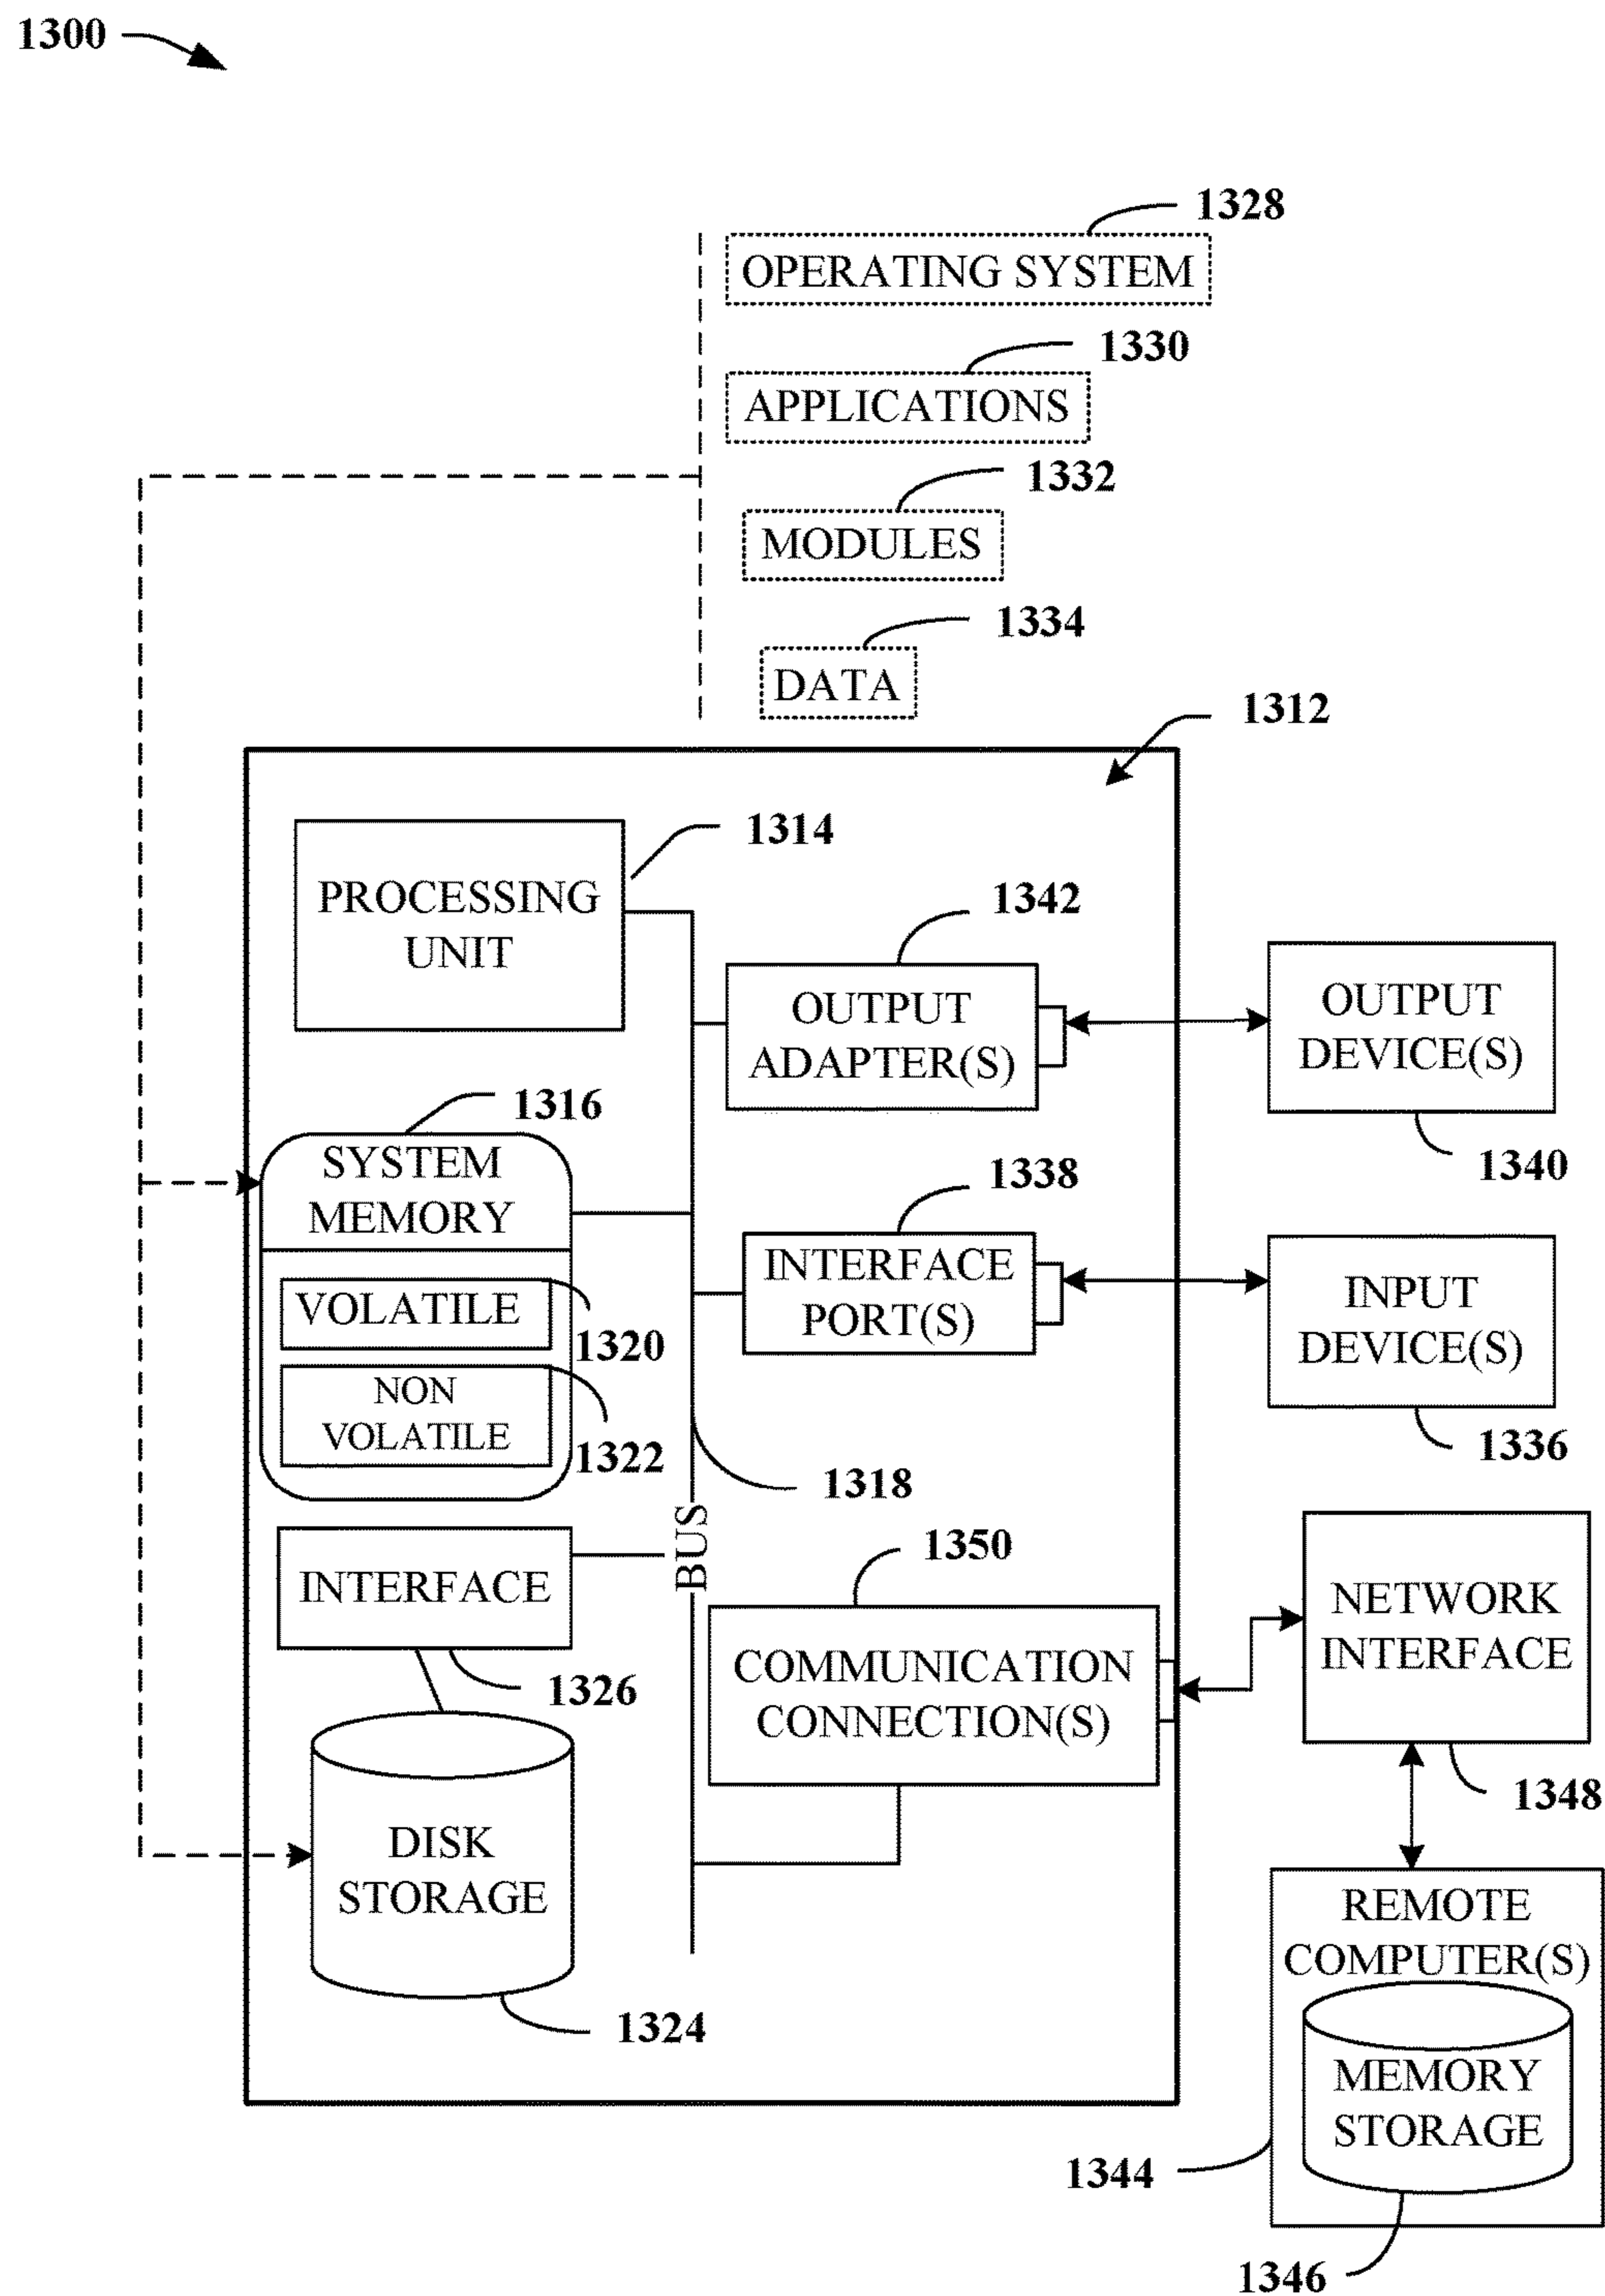 1300
1328
OPERATING SYSTEM
1330
APPLICATIONS
1332
MODULES
1334
DATA
1312
1314
PROCESSING
UNIT
1342
OUTPUT
ADAPTER(S)
OUTPUT
DEVICE(S)
1340
1316
SYSTEM
MEMORY
VOLATILE
1320
NON
VOLATILE
1322
1338
INTERFACE
PORT(S)
INPUT
DEVICE(S)
1336
1318
BUS
INTERFACE
1326
1350
COMMUNICATION
CONNECTION(S)
NETWORK
INTERFACE
1348
DISK
STORAGE
1324
REMOTE
COMPUTER(S)
MEMORY
STORAGE
1344
1346